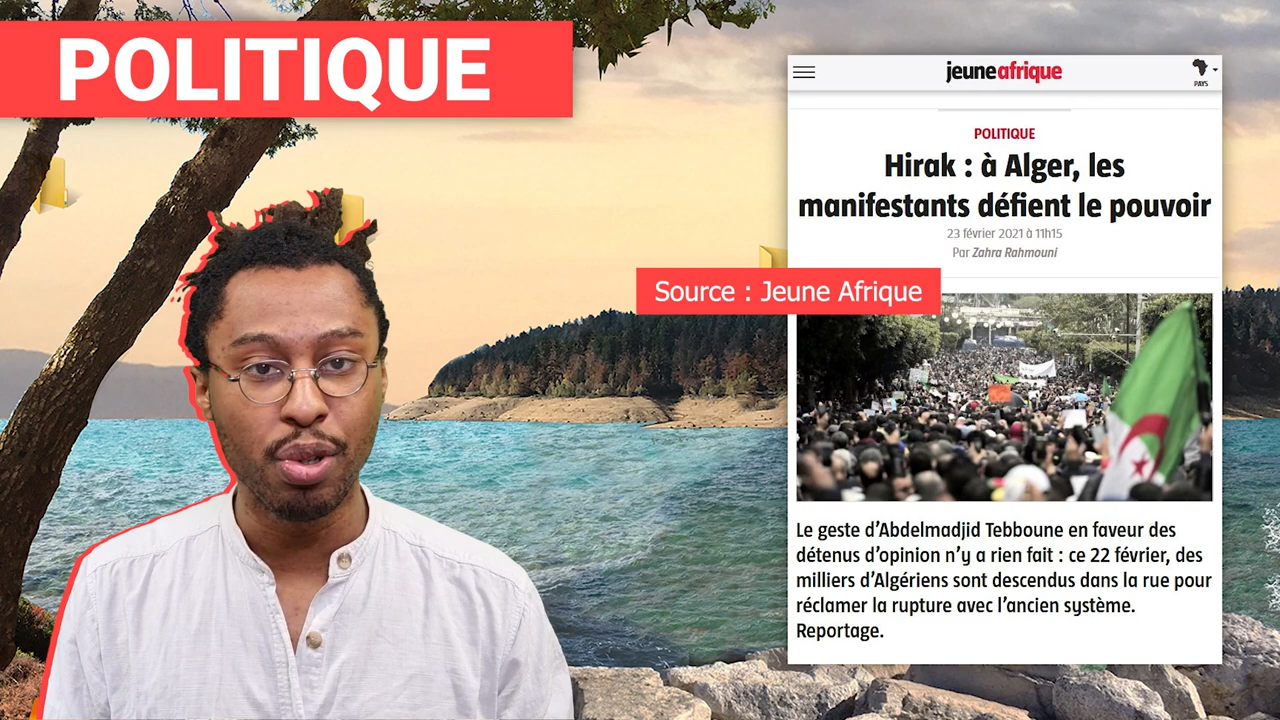 POLITIQUE
jeuneafrique
PAYS
POLITIQUE
Hirak : à Alger, les
manifestants défient le pouvoir
23 février 2021 à 11h15
Par Zahra Rahmouni
Source : Jeune Afrique
Le geste d'Abdelmadjid Tebboune en faveur des
détenus d'opinion n'y a rien fait : ce 22 février, des
milliers d'Algériens sont descendus dans la rue pour
réclamer la rupture avec l'ancien système.
Reportage.